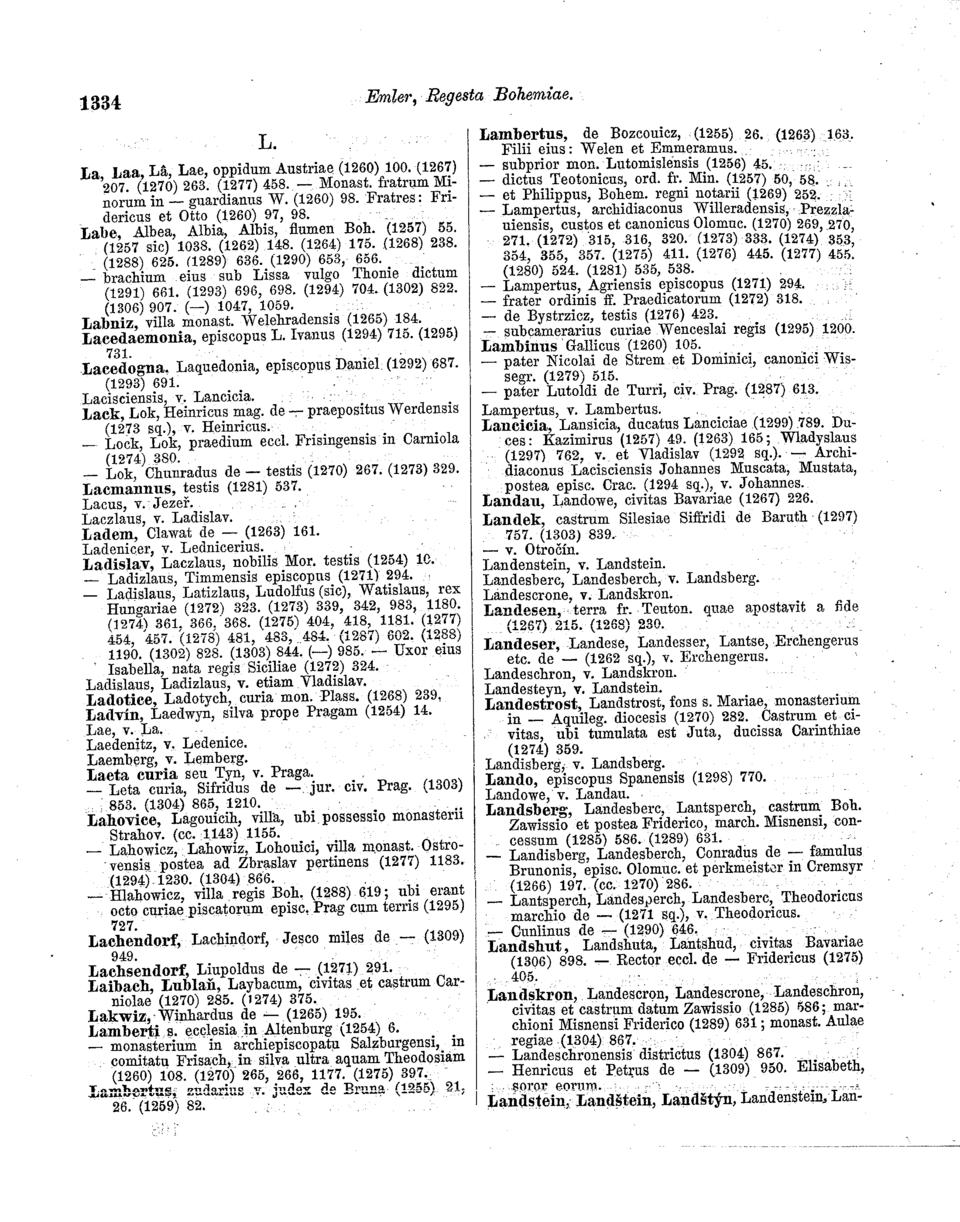 1334
Emler, Regesta Bohemiae.
L.
La, Laa, Lâ, Lae, oppidum Austriae (1260) 100. (1267)
207. (1270) 263. (1277) 458. — Monast. fratrum Mi-
norum in — guardianus W. (1260) 98. Fratres: Fri-
dericus et Otto (1260) 97, 98.
Labe, Albea, Albia, Albis, flumen Boh. (1257) 55.
(1257 sic) 1038. (1262) 148. (1264) 175. (1268) 238.
(1288) 625. (1289) 636. (1290) 653, 656.
— brachium eius sub Lissa vulgo Thonie dictum
(1291) 661. (1293) 696, 698. (1294) 704. (1302) 822.
(1306) 907. (—) 1047, 1059.
Labniz, villa monast. Welehradensis (1265) 184.
Lacedaemonia, episcopus L. Ivanus (1294) 715. (1295)
731.
Lacedogna, Laquedonia, episcopus Daniel (1292) 687.
(1293) 691.
Lacisciensis, v. Lancicia.
Lack, Lok, Heinricus mag. de — praepositus Werdensis
(1273 sq.), v. Heinricus.
— Lock, Lok, praedium eccl. Frisingensis in Carniola
(1274) 380.
— Lok, Chunradus de — testis (1270) 267. (1273) 329.
Lacmannus, testis (1281) 537.
Lacus, v. Jezeř.
Laczlaus, v. Ladislav.
Ladem, Clawat de — (1263) 161.
Ladenicer, v. Lednicerius.
Ladislav, Laczlaus, nobilis Mor. testis (1254) 10.
— Ladizlaus, Timmensis episcopus (1271) 294.
— Ladislaus, Latizlaus, Ludolfus (sic), Watislaus, rex
Hungariae (1272) 323. (1273) 339, 342, 983, 1180.
(1274) 361, 366, 368. (1275) 404, 418, 1181. (1277)
454, 457. (1278) 481, 483, 484. (1287) 602. (1288)
1190. (1302) 828. (1303) 844. (—) 985. — Uxor eius
Isabella, nata regis Siciliae (1272) 324.
Ladislaus, Ladizlaus, v. etiam Vladislav.
Ladotice, Ladotych, curia mon. Plass. (1268) 239.
Ladvín, Laedwyn, silva prope Pragam (1254) 14.
Lae, v. La.
Laedenitz, v. Ledenice.
Laemberg, v. Lemberg.
Laeta curia seu Tyn, v. Praga.
— Leta curia, Sifridus de — jur. civ. Prag. (1303)
853. (1304) 865, 1210.
Lahovice, Lagouicih, villa, ubi possessio monasterii
Strahov. (cc. 1143) 1155.
— Lahowicz, Lahowiz, Lohouici, villa monast. Ostro-
vensis postea ad Zbraslav pertinens (1277) 1183.
(1294) 1230. (1304) 866.
— Hlahowicz, villa regis Boh. (1288) 619; ubi erant
octo curiae piscatorum episc. Prag cum terris (1295)
727.
Lachendorf, Lachindorf, Jesco miles de — (1309)
949.
Lachsendorf, Liupoldus de — (1271) 291.
Laibach, Lublaň, Laybacum, civitas et castrum Car-
niolae (1270) 285. (1274) 375.
Lakwiz, Winhardus de — (1265) 195.
Lamberti s. ecclesia in Altenburg (1254) 6.
— monasterium in archiepiscopatu Salzburgensi, in
comitatu Frisach, in silva ultra aquam Theodosiam
(1260) 108. (1270) 265, 266, 1177. (1275) 397.
Lambertus, zudarius v. judex de Bruna (1255) 21,
26. (1259) 82.
Lambertus, de Bozcouicz, (1255) 26. (1263) 163.
Filii eius: Welen et Emmeramus.
— subprior mon. Lutomislensis (1256) 45.
— dictus Teotonicus, ord. fr. Min. (1257) 50, 58.
— et Philippus, Bohem. regni notarii (1269) 252.
— Lampertus, archidiaconus Willeradensis, Prezzla-
uiensis, custos et canonicus Olomuc. (1270) 269, 270,
271. (1272) 315, 316, 320. (1273) 333. (1274) 353,
354, 355, 357. (1275) 411. (1276) 445. (1277) 455.
(1280) 524. (1281) 535, 538.
— Lampertus, Agriensis episcopus (1271) 294.
— frater ordinis ff. Praedicatorum (1272) 318.
— de Bystrzicz, testis (1276) 423.
— subcamerarius curiae Wenceslai regis (1295) 1200.
Lambinus Gallicus (1260) 105.
— pater Nicolai de Strem et Dominici, canonici Wis-
segr. (1279) 515.
— pater Lutoldi de Turri, civ. Prag. (1287) 613.
Lampertus, v. Lambertus.
Lancicia, Lansicia, ducatus Lanciciae (1299) 789. Du-
ces: Kazimirus (1257) 49. (1263) 165; Wladyslaus
(1297) 762, v. et Vladislav (1292 sq.). — Archi-
diaconus Lacisciensis Johannes Muscata, Mustata,
postea episc. Crac. (1294 sq.), v. Johannes.
Landau, Landowe, civitas Bavariae (1267) 226.
Landek, castrum Silesiae Siffridi de Baruth (1297)
757. (1303) 839.
— v. Otročín.
Landenstein, v. Landstein.
Landesberc, Landesberch, v. Landsberg.
Landescrone, v. Landskron.
Landesen, terra fr. Teuton. quae apostavit a fide
(1267) 215. (1268) 230.
Landeser, Landese, Landesser, Lantse, Erchengerus
etc. de — (1262 sq.), v. Erchengerus.
Landeschron, v. Landskron.
Landesteyn, v. Landstein.
Landestrost, Landstrost, fons s. Mariae, monasterium
in — Aquileg. diocesis (1270) 282. Castrum et ci-
vitas, ubi tumulata est Juta, ducissa Carinthiae
(1274) 359.
Landisberg, v. Landsberg.
Lando, episcopus Spanensis (1298) 770.
Landowe, v. Landau.
Landsberg, Landesberc, Lantsperch, castrum Boh.
Zawissio et postea Friderico, march. Misnensi, con-
cessum (1285) 586. (1289) 631.
— Landisberg, Landesberch, Conradus de — famulus
Brunonis, episc. Olomuc. et perkmeister in Cremsyr
(1266) 197. (cc. 1270) 286.
— Lantsperch, Landesperch, Landesberc, Theodoricus
marchio de — (1271 sq.), v. Theodoricus.
— Cunlinus de — (1290) 646.
Landshut, Landshuta, Lantshud, civitas Bavariae
(1306) 898. — Rector eccl. de — Fridericus (1275)
405.
Landskron, Landescron, Landescrone, Landeschron,
civitas et castrum datum Zawissio (1285) 586; mar-
chioni Misnensi Friderico (1289) 631; monast. Aulae
regiae (1304) 867.
— Landeschronensis districtus (1304) 867.
— Henricus et Petrus de — (1309) 950. Elisabeth,
soror eorum.
Landstein, Landštein, Landštýn, Landenstein, Lan-